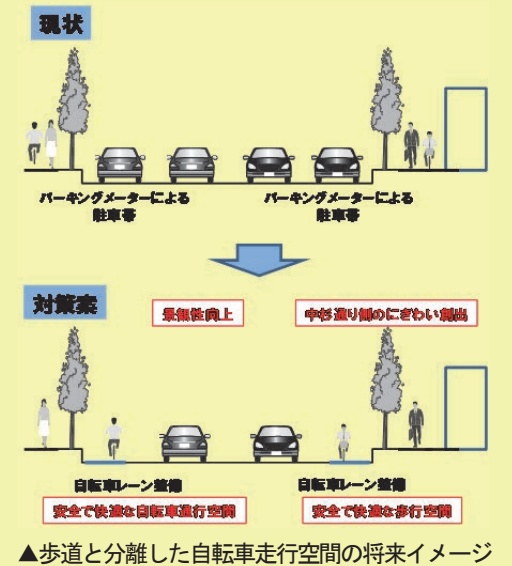 現状
パーキングメーターによる
駐車帯
パーキングメーターによる
駐車帯
対策案
景観性向上
中杉通り側のにぎわい創出
自転車レーン整備
自転車レーン整備
安全で快適な自転車通行空間
安全で快適な歩行空間
▲歩道と分離した自転車走行空間の将来イメージ